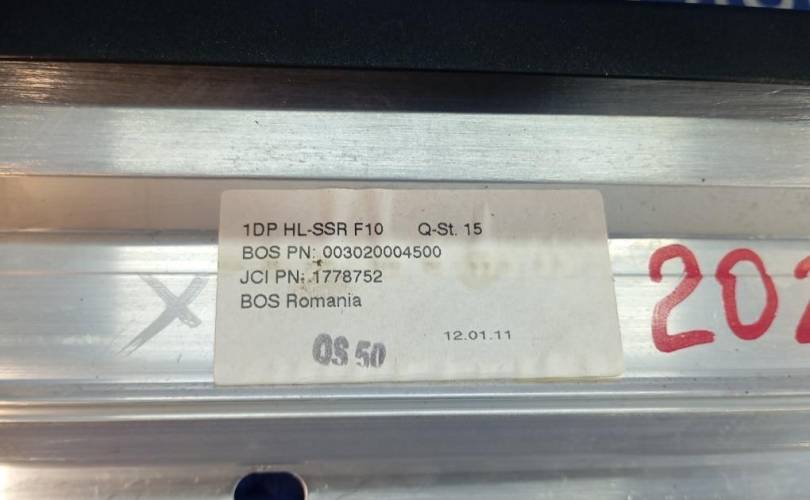 1DP HL-SSR F10 Q-St. 15
BOS PN: 003020004500
JCI PN: 1778752
BOS Romania
12.01.11
OS 50